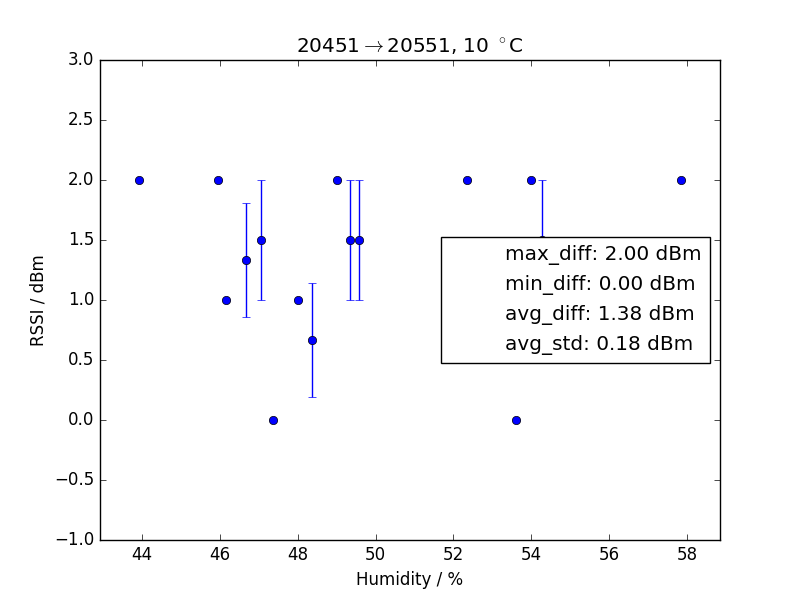 20451→20551, 10 °C
3.0
2.5
2.0
1.5
1.0
0.5
0.0
−0.5
−1.0
RSSI / dBm
max_diff: 2.00 dBm
min_diff: 0.00 dBm
avg_diff: 1.38 dBm
avg_std: 0.18 dBm
44 46 48 50 52 54 56 58
Humidity / %